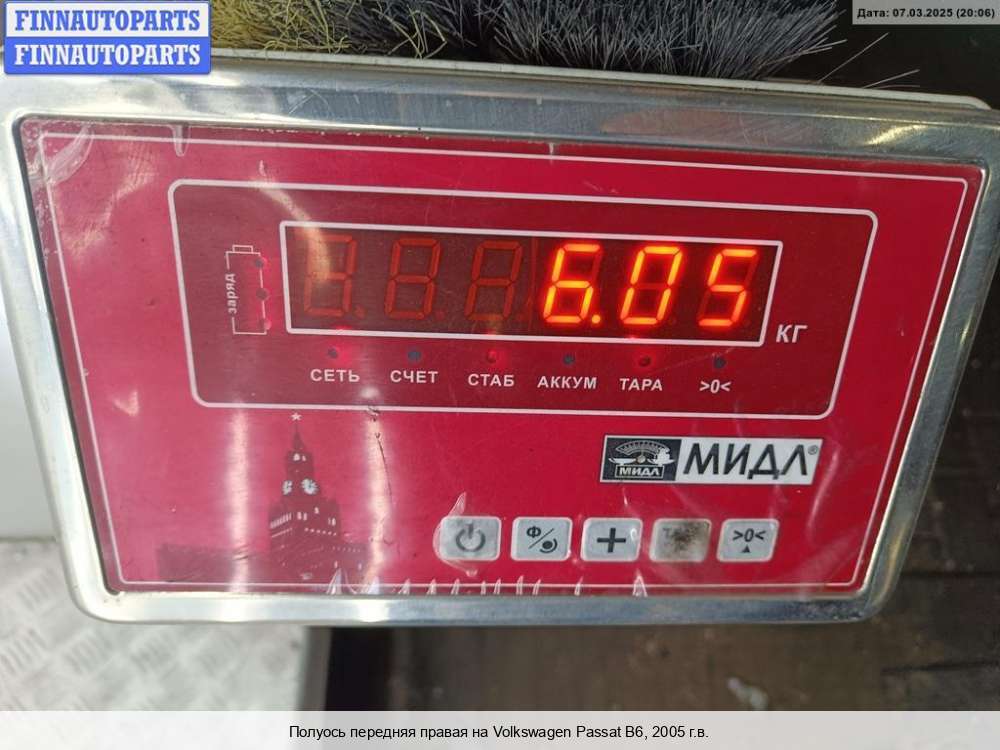 FINNAUTOPARTS
FINNAUTOPARTS
Дата: 07.03.2025 (20:06)
6.05
заряд
КГ
СЕТЬ СЧЕТ СТАБ АККУМ ТАРА >0<
МИДЛ МИДЛ®
Ф >0<
Полуось передняя правая на Volkswagen Passat B6, 2005 г.в.